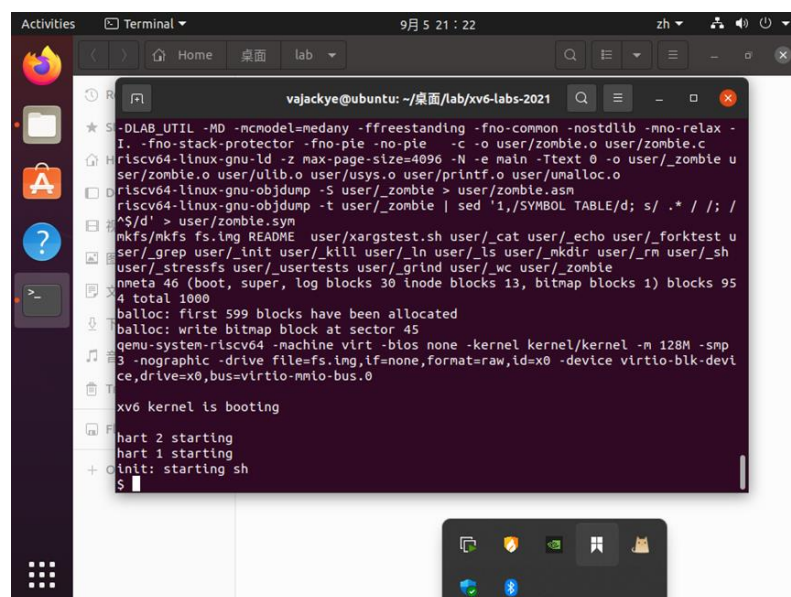 Activities
Terminal
9月 5 21：22
zh
Home
桌面
lab
vajackye@ubuntu: ~/桌面/lab/xv6-labs-2021
-DLAB_UTIL -MD -mcmodel=medany -ffreestanding -fno-common -nostdlib -mno-relax -
I. -fno-stack-protector -fno-pie -no-pie   -c -o user/zombie.o user/zombie.c
riscv64-linux-gnu-ld -z max-page-size=4096 -N -e main -Ttext 0 -o user/_zombie u
ser/zombie.o user/ulib.o user/usys.o user/printf.o user/umalloc.o
riscv64-linux-gnu-objdump -S user/_zombie > user/zombie.asm
riscv64-linux-gnu-objdump -t user/_zombie | sed '1,/SYMBOL TABLE/d; s/ .* / /; /
^$/d' > user/zombie.sym
mkfs/mkfs fs.img README  user/xargstest.sh user/_cat user/_echo user/_forktest u
ser/_grep user/_init user/_kill user/_ln user/_ls user/_mkdir user/_rm user/_sh
user/_stressfs user/_usertests user/_grind user/_wc user/_zombie
nmeta 46 (boot, super, log blocks 30 inode blocks 13, bitmap blocks 1) blocks 95
4 total 1000
balloc: first 599 blocks have been allocated
balloc: write bitmap block at sector 45
qemu-system-riscv64 -machine virt -bios none -kernel kernel/kernel -m 128M -smp
3 -nographic -drive file=fs.img,if=none,format=raw,id=x0 -device virtio-blk-devi
ce,drive=x0,bus=virtio-mmio-bus.0
xv6 kernel is booting
hart 2 starting
hart 1 starting
init: starting sh
$